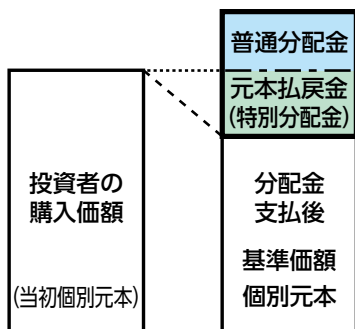 普通分配金
元本払戻金
(特別分配金)
投資者の
購入価額
(当初個別元本)
分配金
支払後
基準価額
個別元本